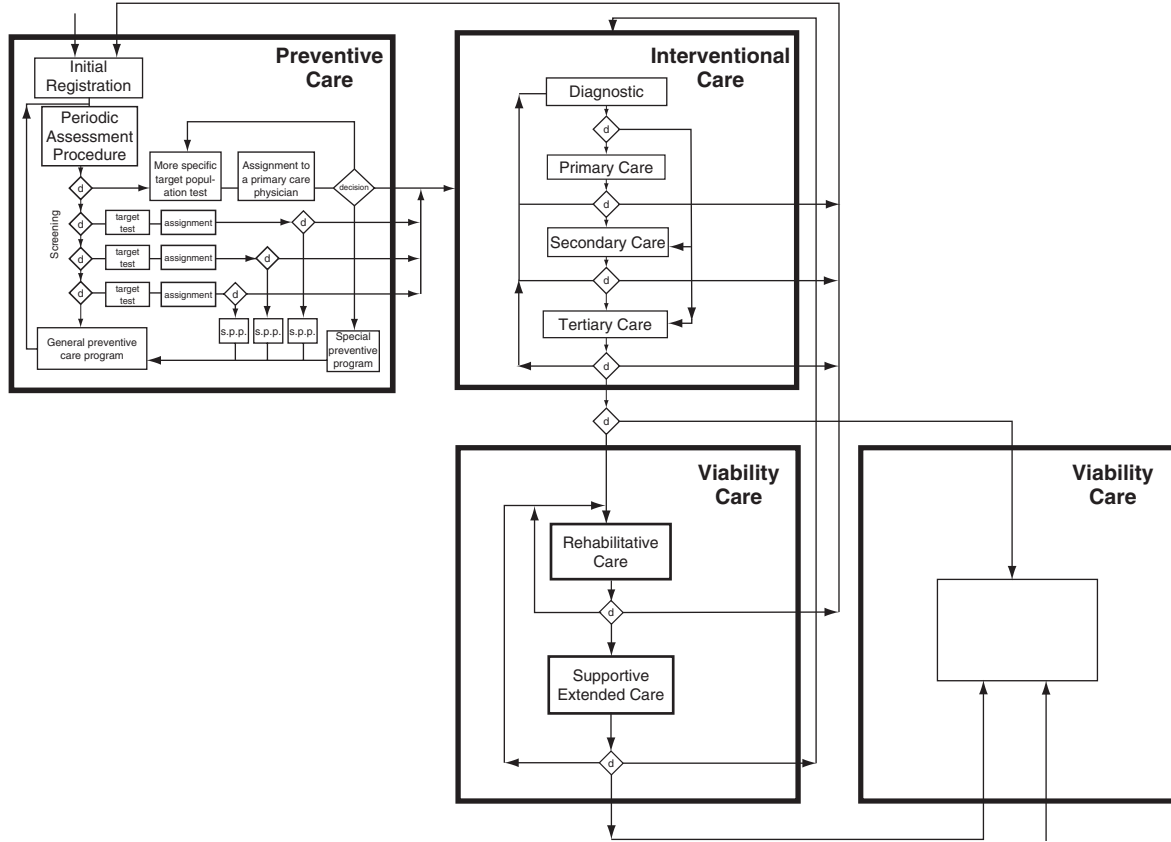 Preventive
Care
Initial
Registration
Periodic
Assessment
Procedure
More specific
target popul-
ation test
Assignment to
a primary care
physician
decision
d
Screening
d
target
test
assignment
d
d
target
test
assignment
d
d
target
test
assignment
d
s.p.p.
s.p.p.
s.p.p.
General preventive
care program
Special
preventive
program
Interventional
Care
Diagnostic
d
Primary Care
d
Secondary Care
d
Tertiary Care
d
d
Viability
Care
Rehabilitative
Care
d
Supportive
Extended Care
d
Viability
Care